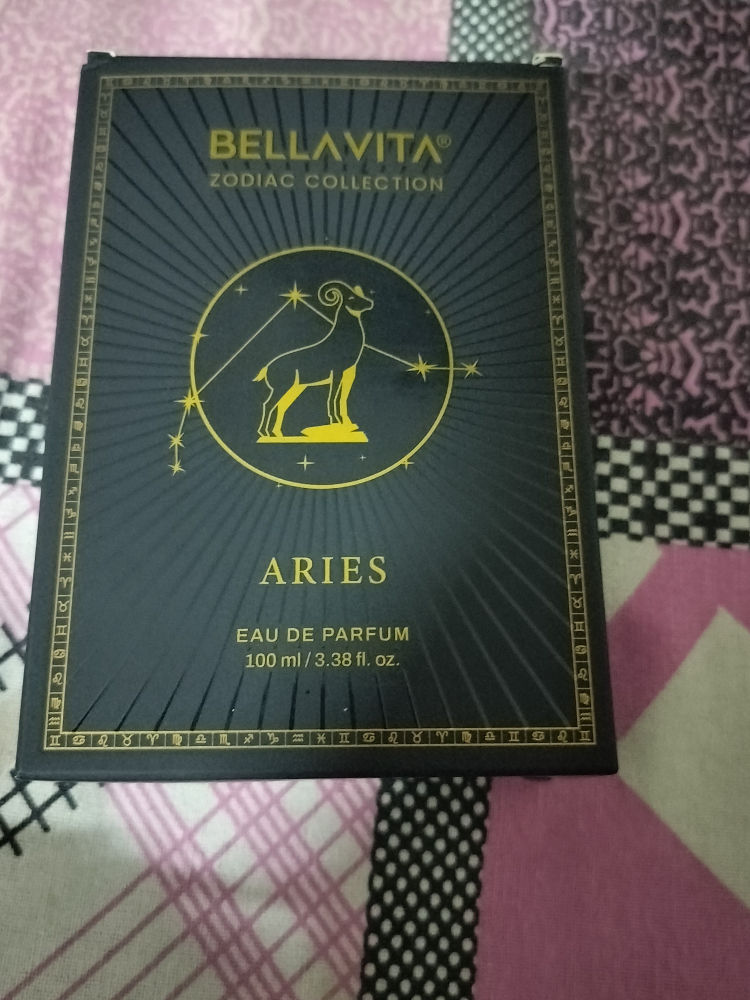 BELLAVITA®
ZODIAC COLLECTION
ARIES
EAU DE PARFUM
100 ml / 3.38 fl. oz.